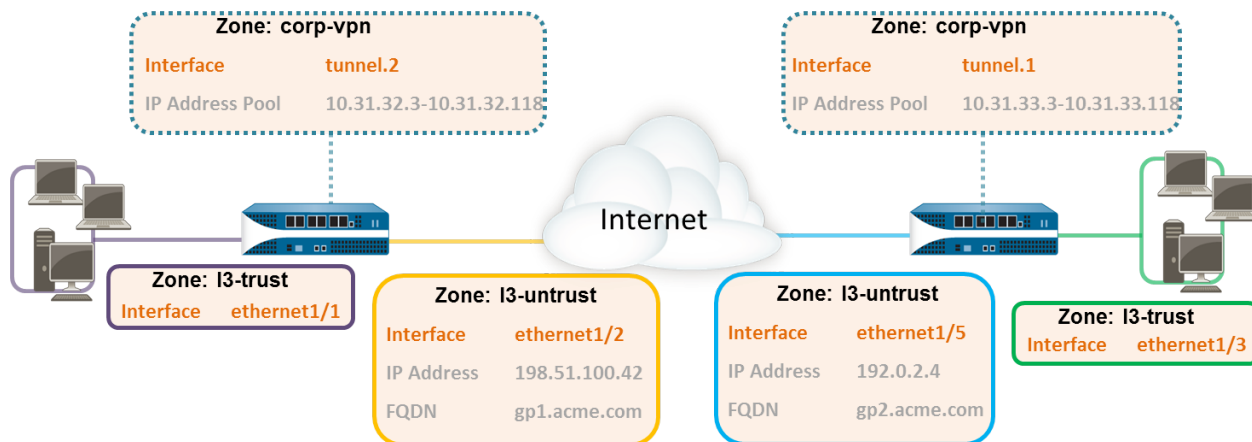 Zone: corp-vpn
Interface tunnel.2
IP Address Pool 10.31.32.3-10.31.32.118
Zone: corp-vpn
Interface tunnel.1
IP Address Pool 10.31.33.3-10.31.33.118
Internet
Zone: l3-trust
Interface ethernet1/1
Zone: l3-untrust
Interface ethernet1/2
IP Address 198.51.100.42
FQDN gp1.acme.com
Zone: l3-untrust
Interface ethernet1/5
IP Address 192.0.2.4
FQDN gp2.acme.com
Zone: l3-trust
Interface ethernet1/3